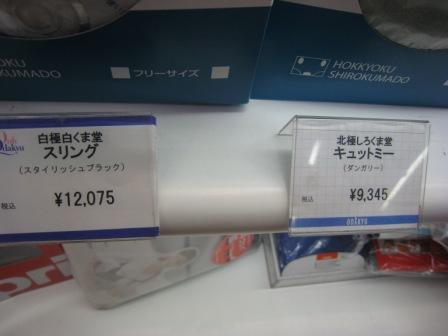 HOKKYOKU
SHIROKUMADO
フリーサイズ
HOKKYOKU
SHIROKUMADO
白極白くま堂
スリング
(スタイリッシュブラック)
税込 ¥12,075
北極しろくま堂
キュットミー
(ダンガリー)
税込 ¥9,345
ODAKYU